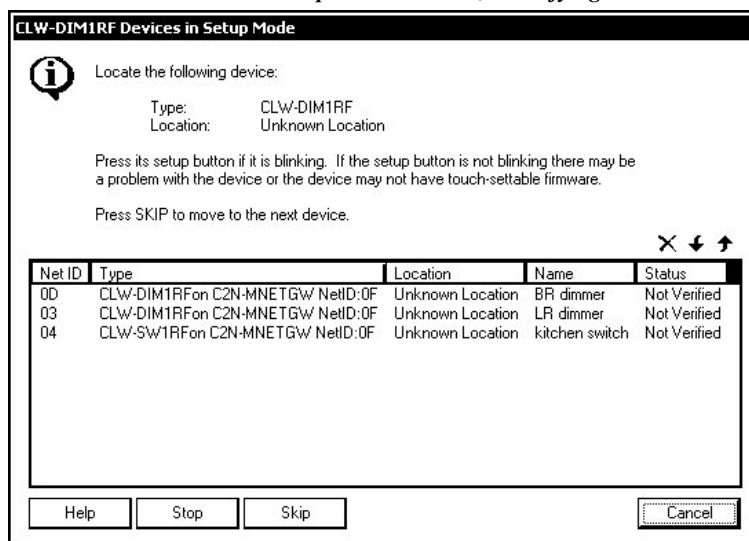 CLW-DIM1RF Devices in Setup Mode
Locate the following device:
Type: CLW-DIM1RF
Location: Unknown Location
Press its setup button if it is blinking. If the setup button is not blinking there may be
a problem with the device or the device may not have touch-settable firmware.
Press SKIP to move to the next device.
Net ID Type Location Name Status
0D CLW-DIM1RFon C2N-MNETGW NetID:0F Unknown Location BR dimmer Not Verified
03 CLW-DIM1RFon C2N-MNETGW NetID:0F Unknown Location LR dimmer Not Verified
04 CLW-SW1RFon C2N-MNETGW NetID:0F Unknown Location kitchen switch Not Verified
Help Stop Skip Cancel